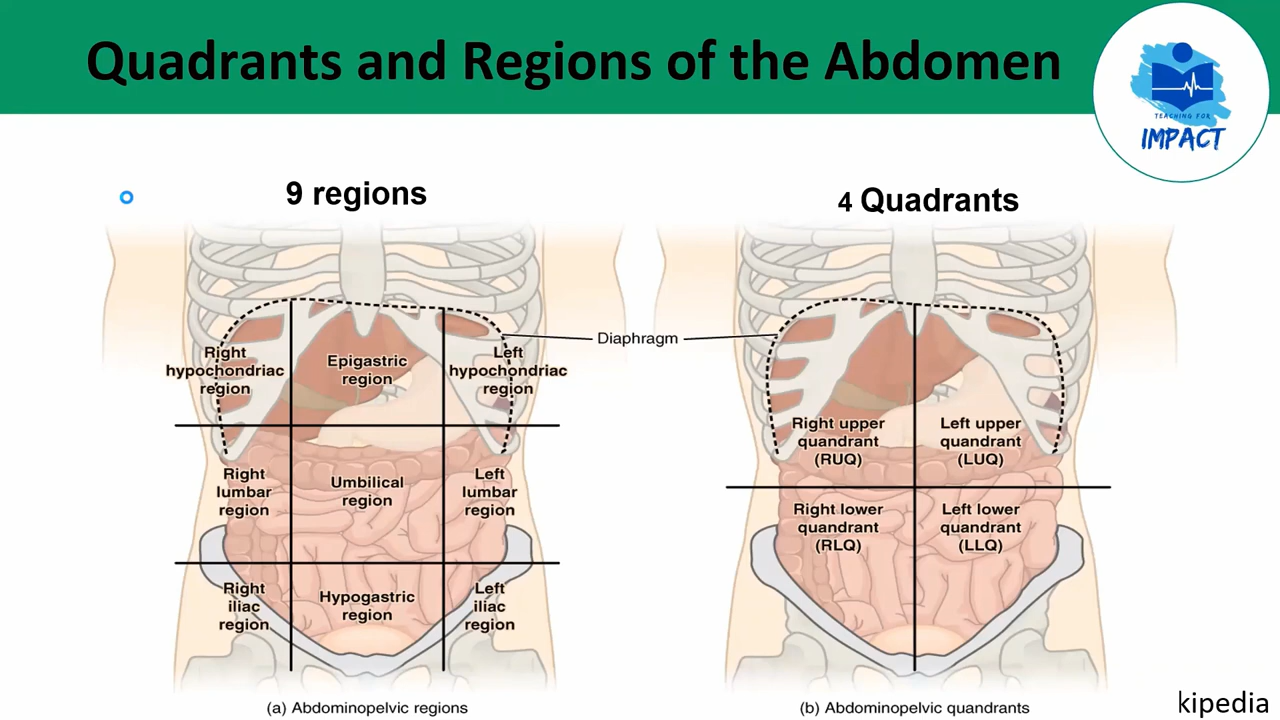 Quadrants and Regions of the Abdomen
TEACHING FOR
IMPACT
9 regions
4 Quadrants
Diaphragm
Right
hypochondriac
region
Epigastric
region
Left
hypochondriac
region
Right
lumbar
region
Umbilical
region
Left
lumbar
region
Right
iliac
region
Hypogastric
region
Left
iliac
region
(a) Abdominopelvic regions
Right upper
quandrant
(RUQ)
Left upper
quandrant
(LUQ)
Right lower
quandrant
(RLQ)
Left lower
quandrant
(LLQ)
(b) Abdominopelvic quandrants
kipedia